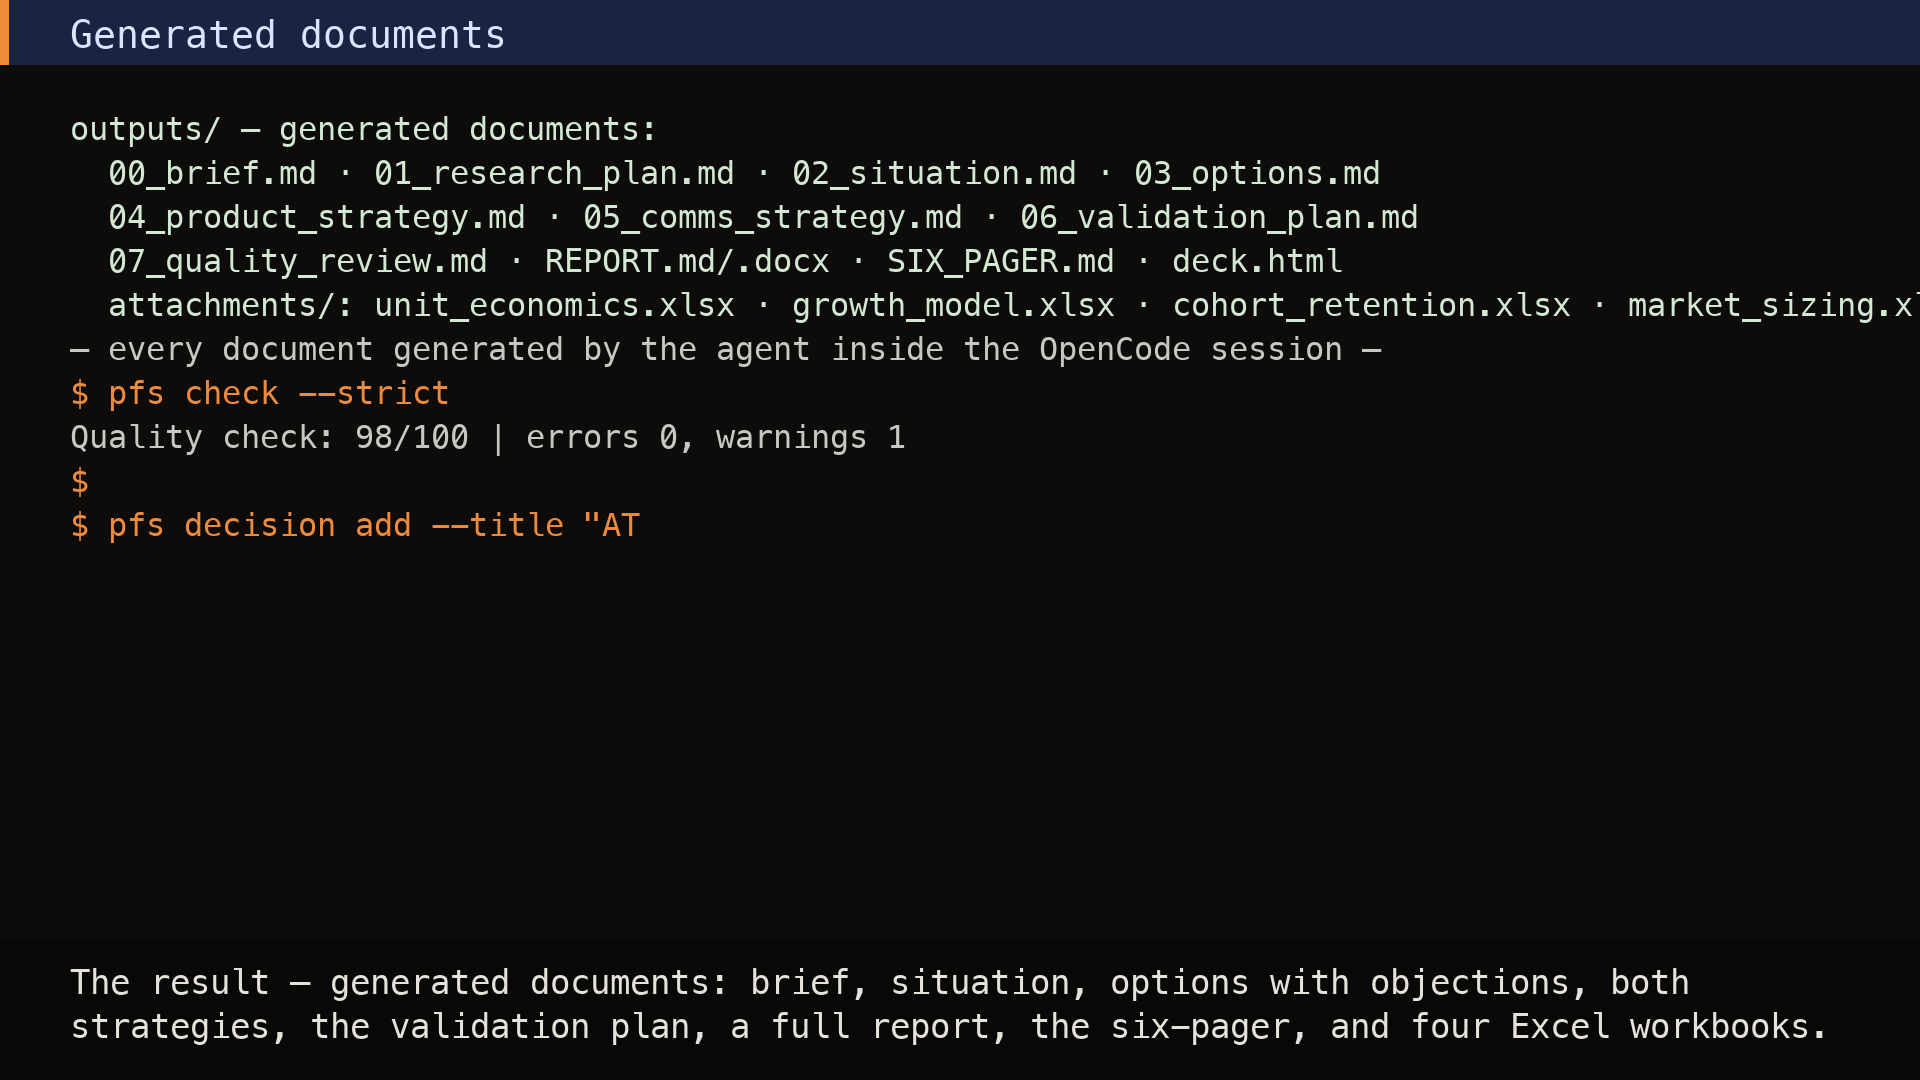 Generated documents
outputs/ — generated documents:
00_brief.md · 01_research_plan.md · 02_situation.md · 03_options.md
04_product_strategy.md · 05_comms_strategy.md · 06_validation_plan.md
07_quality_review.md · REPORT.md/.docx · SIX_PAGER.md · deck.html
attachments/: unit_economics.xlsx · growth_model.xlsx · cohort_retention.xlsx · market_sizing.xl
— every document generated by the agent inside the OpenCode session —
$ pfs check --strict
Quality check: 98/100 | errors 0, warnings 1
$
$ pfs decision add --title "AT
The result — generated documents: brief, situation, options with objections, both
strategies, the validation plan, a full report, the six-pager, and four Excel workbooks.